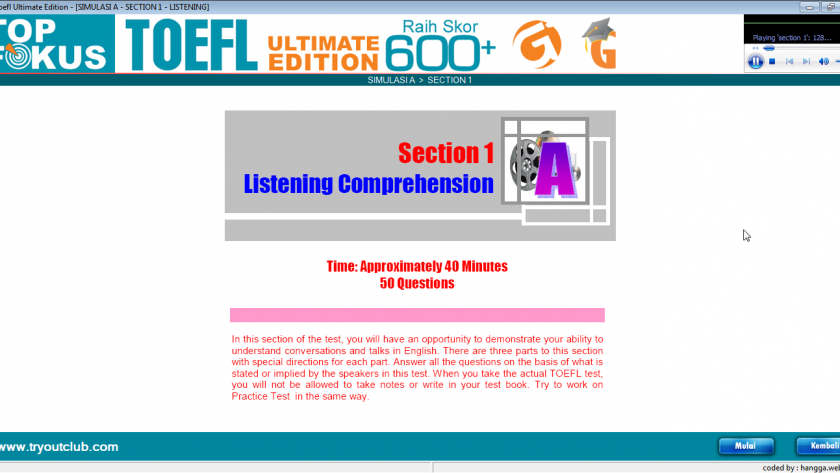 oefl Ultimate Edition - [SIMULASI A - SECTION 1 - LISTENING]
TOP
FOKUS
TOEFL
ULTIMATE
EDITION
Raih Skor
600+
G
Playing 'section 1': 128...
SIMULASI A > SECTION 1
Section 1
Listening Comprehension
A
Time: Approximately 40 Minutes
50 Questions
In this section of the test, you will have an opportunity to demonstrate your ability to
understand conversations and talks in English. There are three parts to this section
with special directions for each part. Answer all the questions on the basis of what is
stated or implied by the speakers in this test. When you take the actual TOEFL test,
you will not be allowed to take notes or write in your test book. Try to work on
Practice Test in the same way.
www.tryoutclub.com
Mulai
Kembali
coded by : hangga.wei